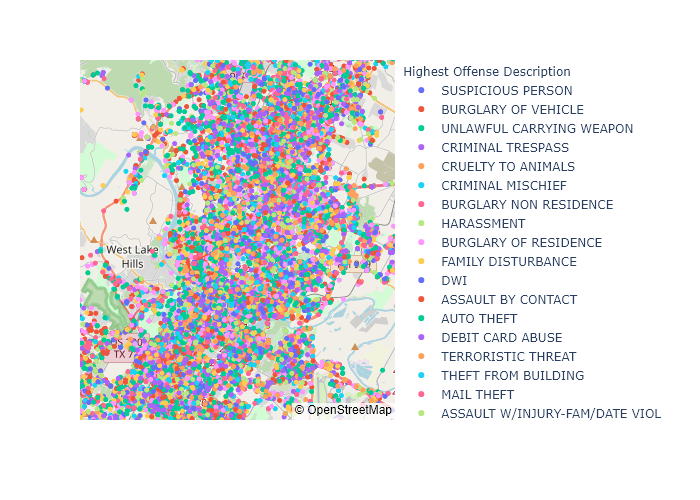 Highest Offense Description
SUSPICIOUS PERSON
BURGLARY OF VEHICLE
UNLAWFUL CARRYING WEAPON
CRIMINAL TRESPASS
CRUELTY TO ANIMALS
CRIMINAL MISCHIEF
BURGLARY NON RESIDENCE
HARASSMENT
BURGLARY OF RESIDENCE
FAMILY DISTURBANCE
DWI
ASSAULT BY CONTACT
AUTO THEFT
DEBIT CARD ABUSE
TERRORISTIC THREAT
THEFT FROM BUILDING
MAIL THEFT
ASSAULT W/INJURY-FAM/DATE VIOL
West Lake
Hills
TX 7
© OpenStreetMap